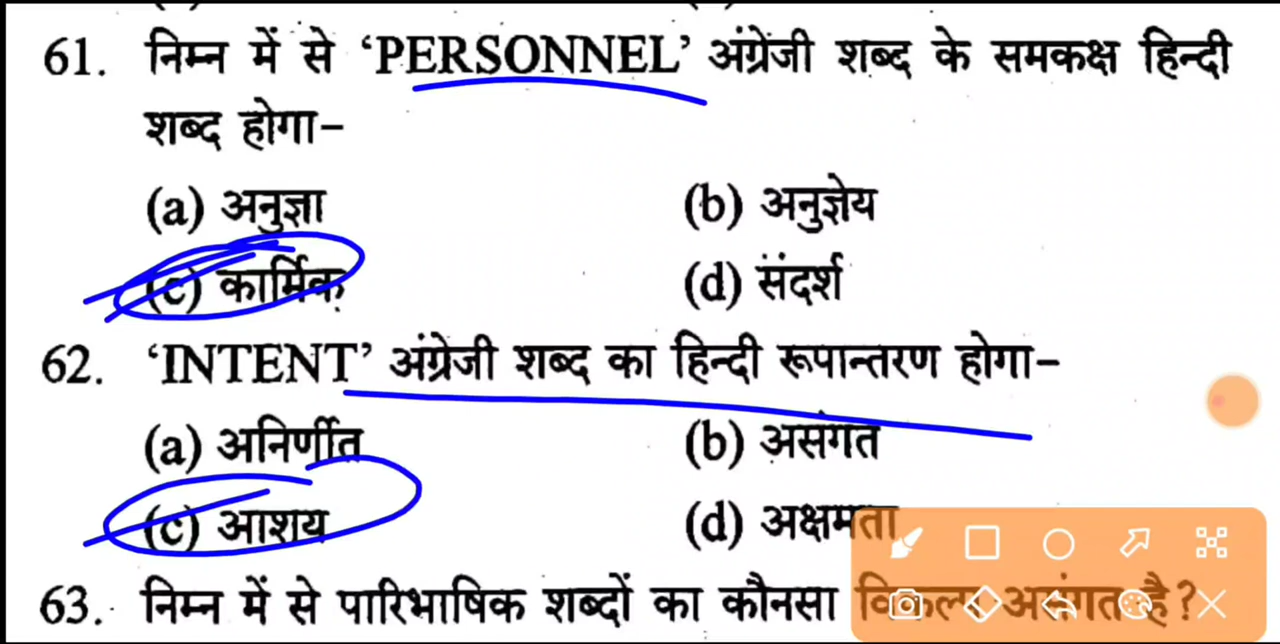 61. निम्न में से ‘PERSONNEL’ अंग्रेजी शब्द के समकक्ष हिन्दी
शब्द होगा–
(a) अनुज्ञा (b) अनुज्ञेय
(c) कार्मिक (d) संदर्श
62. ‘INTENT’ अंग्रेजी शब्द का हिन्दी रूपान्तरण होगा–
(a) अनिर्णीत (b) असंगत
(c) आशय (d) अक्षमता
63. निम्न में से पारिभाषिक शब्दों का कौनसा विकल्प असंगत है?